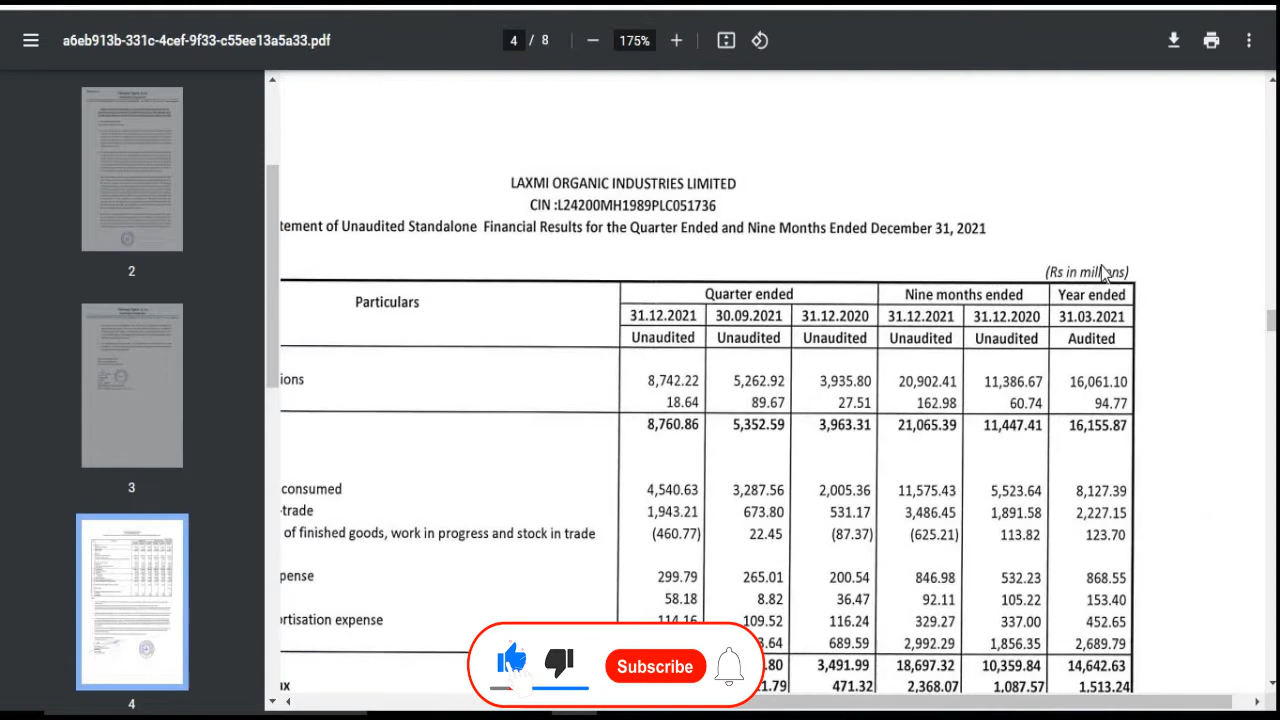 a6eb913b-331c-4cef-9f33-c55ee13a5a33.pdf 4 / 8 175%
2
3
4
LAXMI ORGANIC INDUSTRIES LIMITED
CIN :L24200MH1989PLC051736
tement of Unaudited Standalone Financial Results for the Quarter Ended and Nine Months Ended December 31, 2021
(Rs in millions)
Particulars Quarter ended Nine months ended Year ended
31.12.2021 30.09.2021 31.12.2020 31.12.2021 31.12.2020 31.03.2021
Unaudited Unaudited Unaudited Unaudited Unaudited Audited
ions 8,742.22 5,262.92 3,935.80 20,902.41 11,386.67 16,061.10
18.64 89.67 27.51 162.98 60.74 94.77
8,760.86 5,352.59 3,963.31 21,065.39 11,447.41 16,155.87
consumed 4,540.63 3,287.56 2,005.36 11,575.43 5,523.64 8,127.39
-trade 1,943.21 673.80 531.17 3,486.45 1,891.58 2,227.15
of finished goods, work in progress and stock in trade (460.77) 22.45 (87.37) (625.21) 113.82 123.70
pense 299.79 265.01 200.54 846.98 532.23 868.55
58.18 8.82 36.47 92.11 105.22 153.40
rtisation expense 114.16 109.52 116.24 329.27 337.00 452.65
3.64 689.59 2,992.29 1,856.35 2,689.79
.80 3,491.99 18,697.32 10,359.84 14,642.63
ax 1.79 471.32 2,368.07 1,087.57 1,513.24
Subscribe